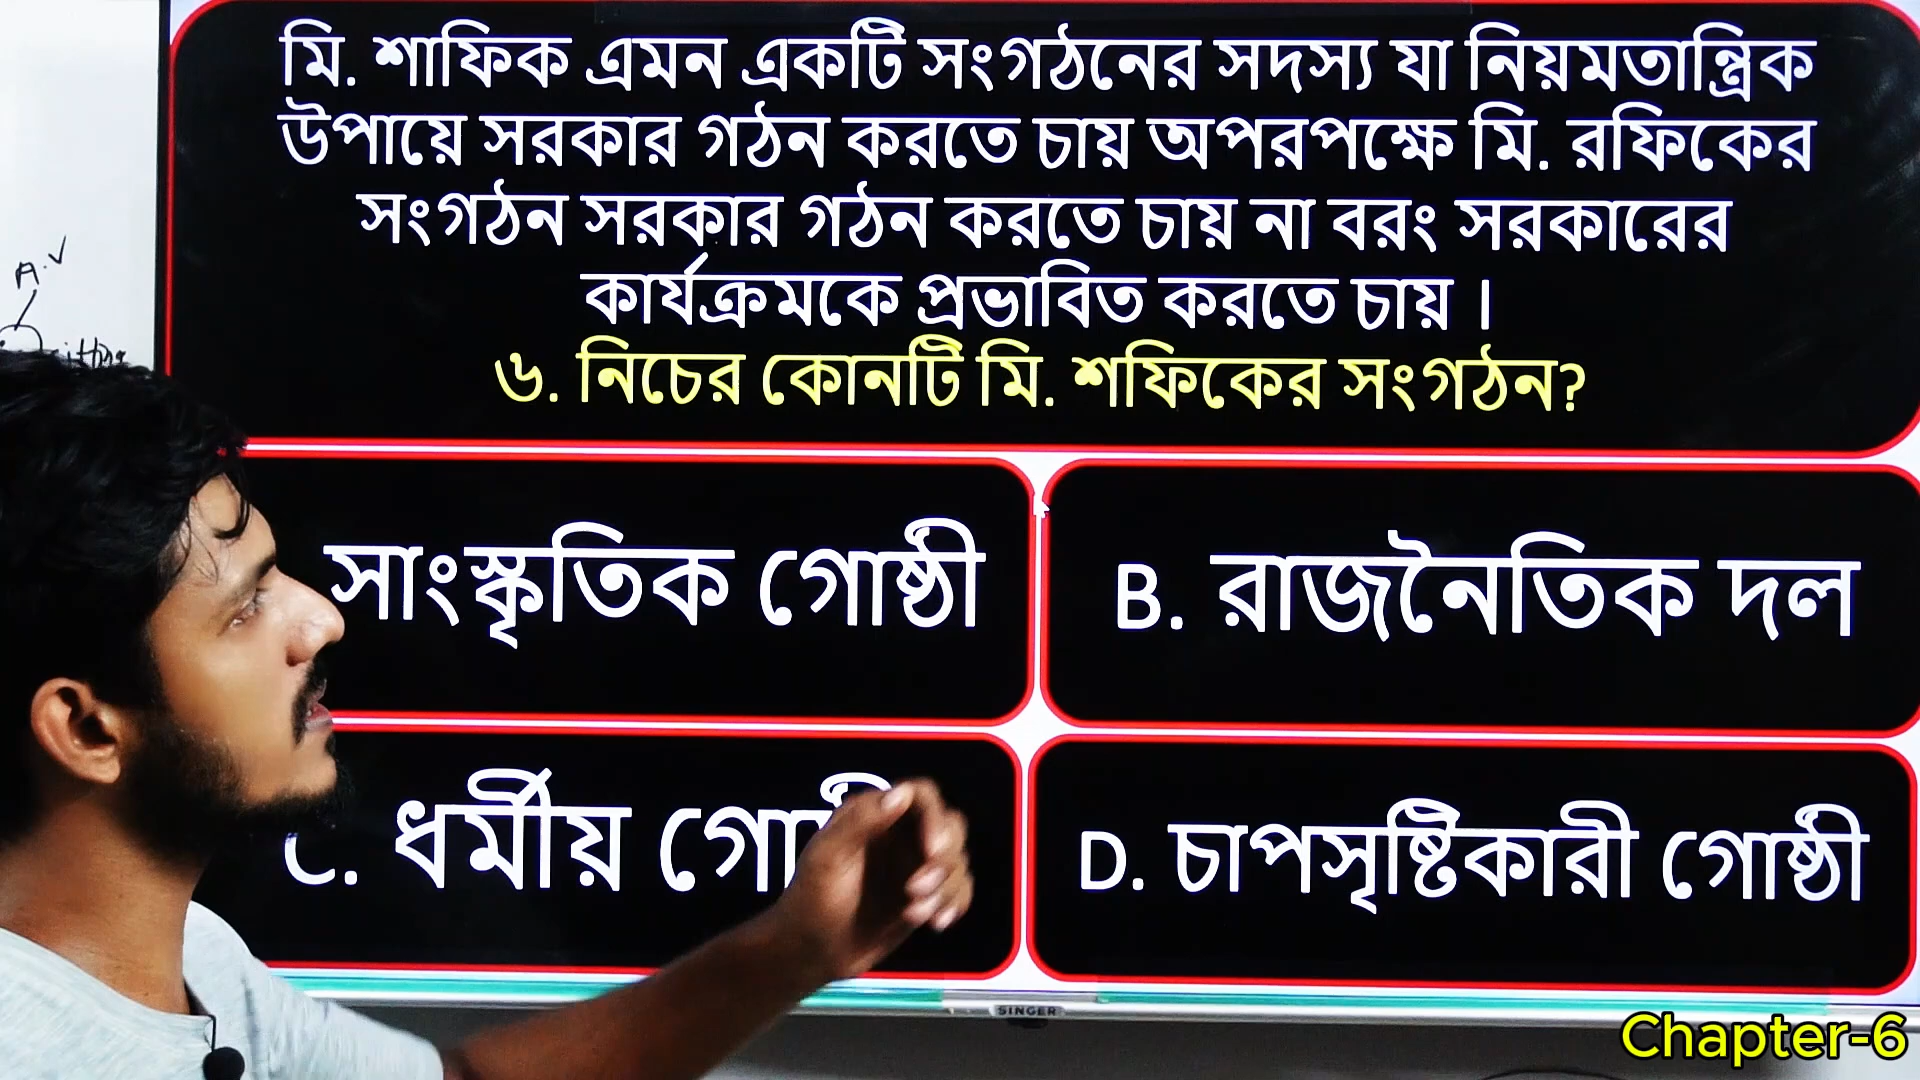 মি. শাফিক এমন একটি সংগঠনের সদস্য যা নিয়মতান্ত্রিক
উপায়ে সরকার গঠন করতে চায় অপরপক্ষে মি. রফিকের
সংগঠন সরকার গঠন করতে চায় না বরং সরকারের
কার্যক্রমকে প্রভাবিত করতে চায়।
৬. নিচের কোনটি মি. শফিকের সংগঠন?
সাংস্কৃতিক গোষ্ঠী
B. রাজনৈতিক দল
C. ধর্মীয়
D. চাপসৃষ্টিকারী গোষ্ঠী
A.V
SINGER
Chapter-6